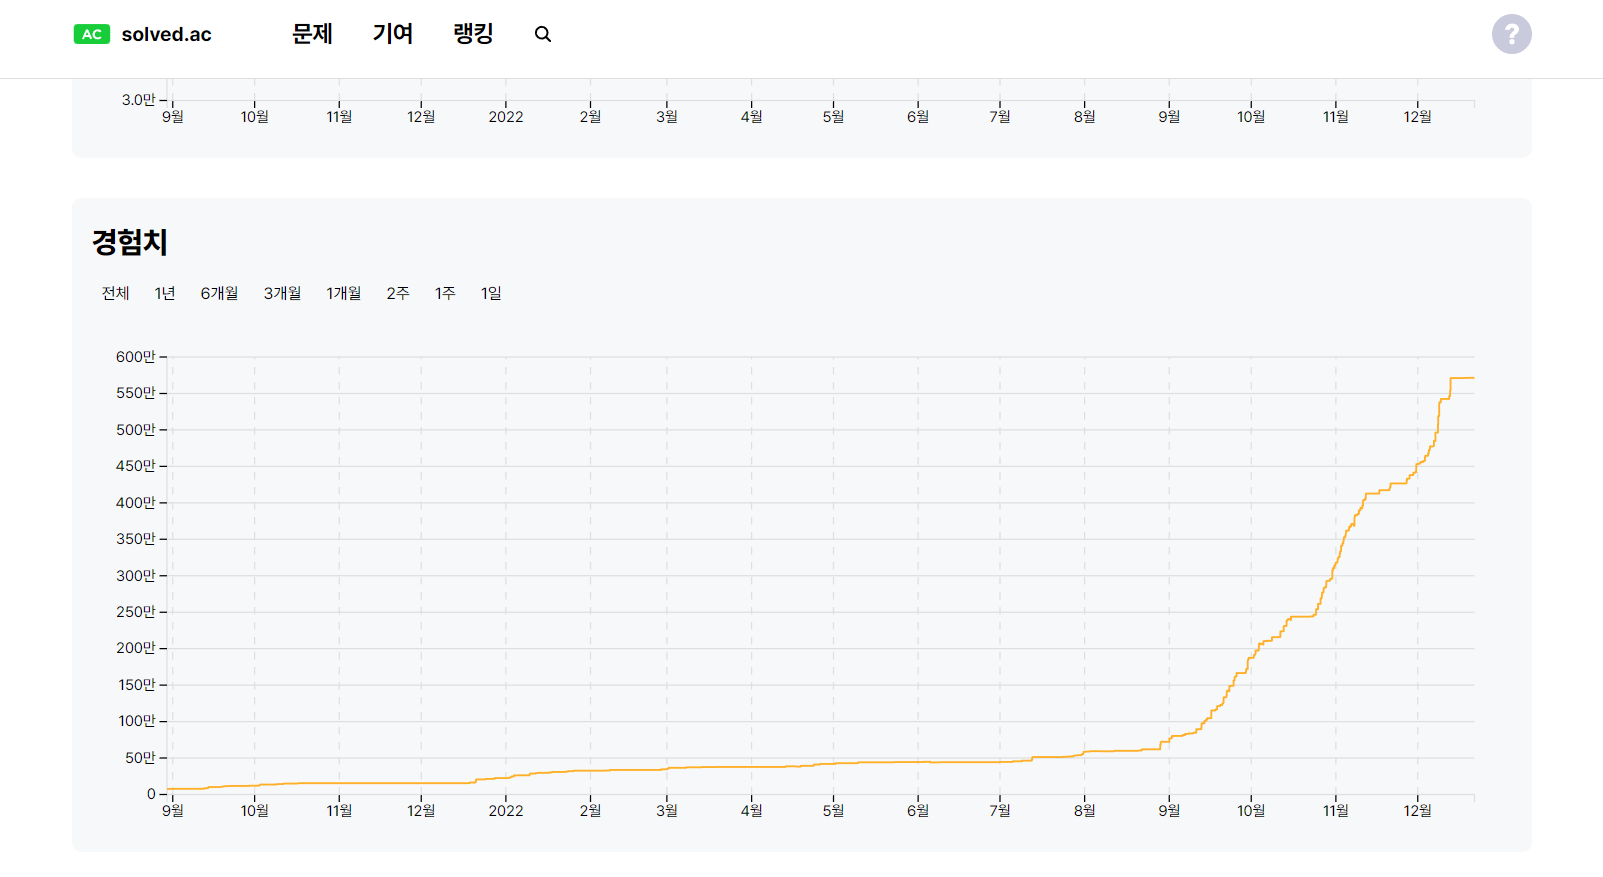 AC solved.ac 문제 기여 랭킹 ?
3.0만
9월 10월 11월 12월 2022 2월 3월 4월 5월 6월 7월 8월 9월 10월 11월 12월
경험치
전체 1년 6개월 3개월 1개월 2주 1주 1일
600만
550만
500만
450만
400만
350만
300만
250만
200만
150만
100만
50만
0
9월 10월 11월 12월 2022 2월 3월 4월 5월 6월 7월 8월 9월 10월 11월 12월